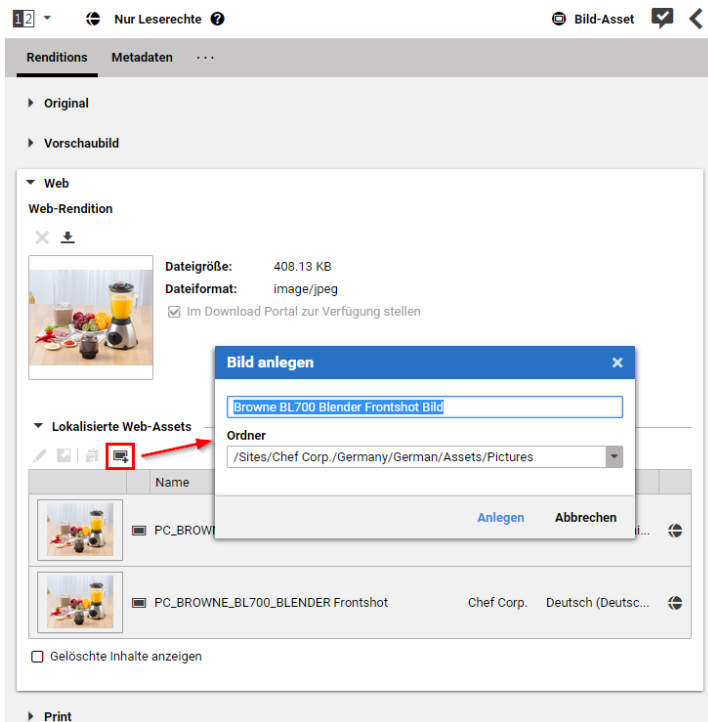 12 Nur Leserechte ? Bild-Asset
Renditions Metadaten ...
Original
Vorschaubild
Web
Web-Rendition
Dateigröße: 408.13 KB
Dateiformat: image/jpeg
Im Download Portal zur Verfügung stellen
Bild anlegen
Browne BL700 Blender Frontshot Bild
Ordner
/Sites/Chef Corp./Germany/German/Assets/Pictures
Anlegen Abbrechen
Lokalisierte Web-Assets
Name
PC_BROW
PC_BROWNE_BL700_BLENDER Frontshot Chef Corp. Deutsch (Deutsc...
Gelöschte Inhalte anzeigen
Print